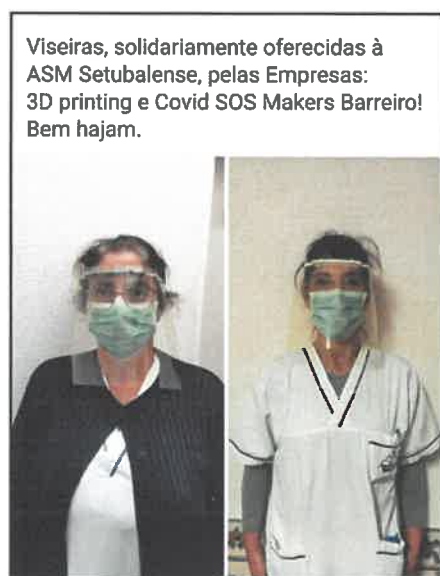 Viseiras, solidariamente oferecidas à
ASM Setubalense, pelas Empresas:
3D printing e Covid SOS Makers Barreiro!
Bem hajam.